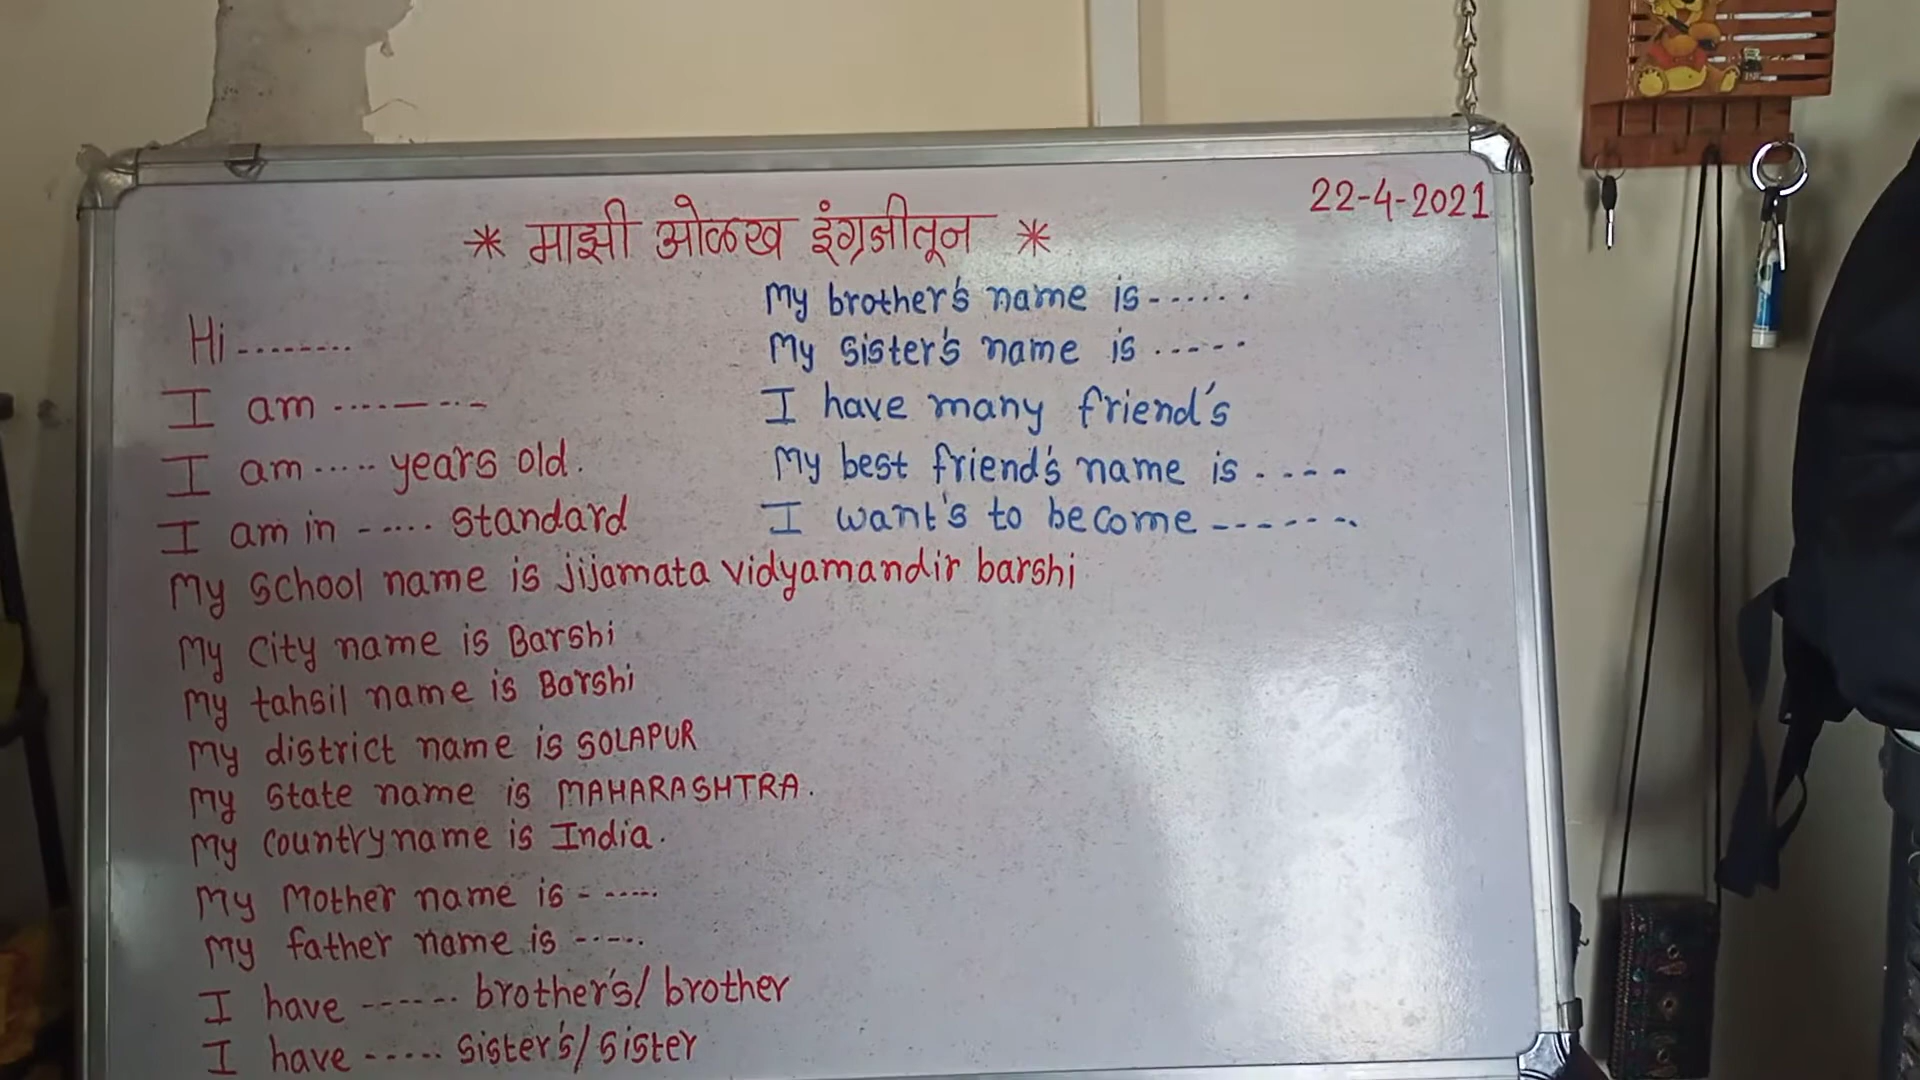 22-4-2021
* माझी ओळख इंग्रजीतून *
Hi ........
I am ....—...
I am ..... years old.
I am in ..... standard
My school name is jijamata vidyamandir barshi
My city name is Barshi
My tahsil name is Barshi
My district name is SOLAPUR
My state name is MAHARASHTRA.
My country name is India.
My Mother name is - .....
My father name is .....
I have ...... brother's/ brother
I have ..... sister's/ sister
My brother's name is ......
My sister's name is .....
I have many friend's
My best friend's name is ....
I want's to become .......